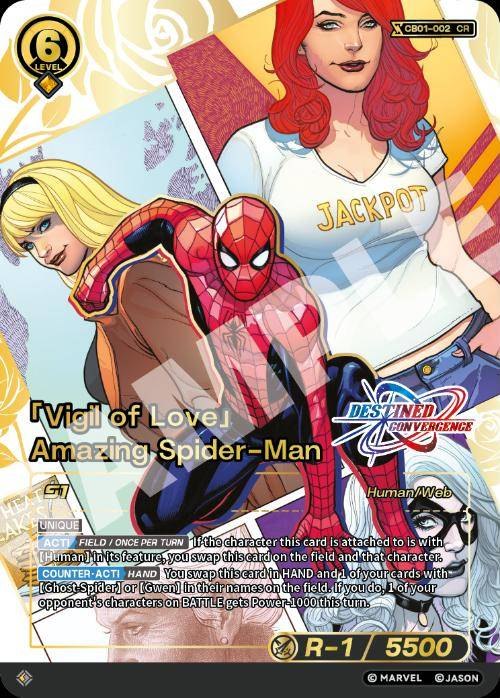 6
LEVEL
CB01-002 CR
JACKPOT
SAMPLE
「Vigil of Love」
Amazing Spider-Man
DESTINED
CONVERGENCE
S1
Human/Web
UNIQUE
ACTI FIELD / ONCE PER TURN If the character this card is attached to is with
[Human] in its feature, you swap this card on the field and that character.
COUNTER·ACTI HAND You swap this card in HAND and 1 of your cards with
[Ghost-Spider] or [Gwen] in their names on the field. If you do, 1 of your
opponent's characters on BATTLE gets Power-1000 this turn.
R-1 / 5500
© MARVEL © JASON